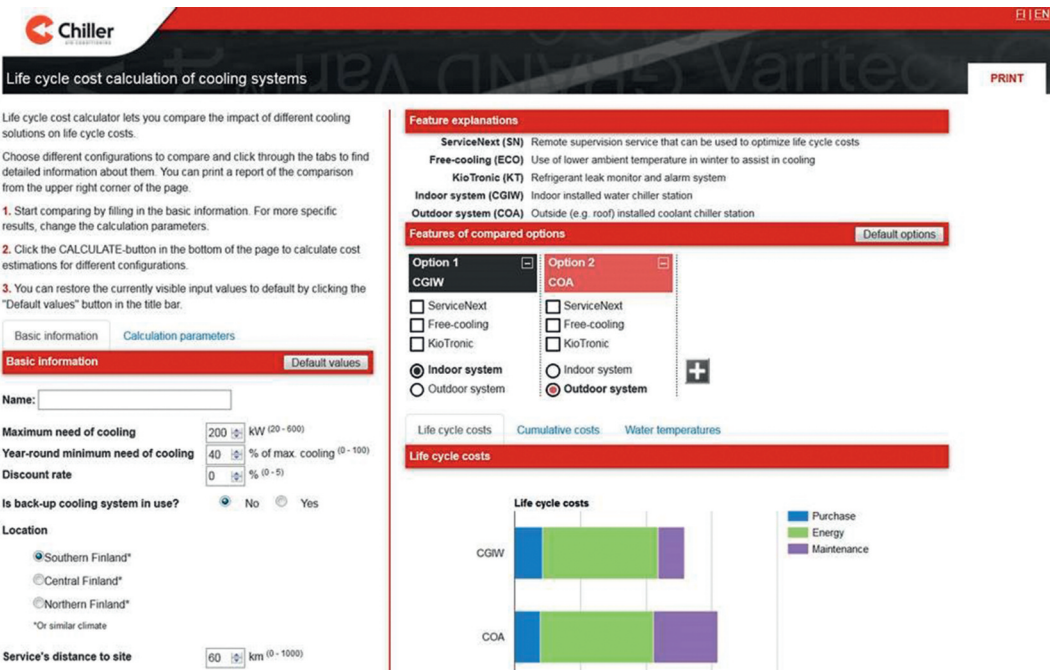 FI | EN
Chiller
air conditioning
Life cycle cost calculation of cooling systems
PRINT
Life cycle cost calculator lets you compare the impact of different cooling
solutions on life cycle costs.
Choose different configurations to compare and click through the tabs to find
detailed information about them. You can print a report of the comparison
from the upper right corner of the page.
1. Start comparing by filling in the basic information. For more specific
results, change the calculation parameters.
2. Click the CALCULATE-button in the bottom of the page to calculate cost
estimations for different configurations.
3. You can restore the currently visible input values to default by clicking the
"Default values" button in the title bar.
Basic information Calculation parameters
Basic information Default values
Name:
Maximum need of cooling 200 kW (20 - 600)
Year-round minimum need of cooling 40 % of max. cooling (0 - 100)
Discount rate 0 % (0 - 5)
Is back-up cooling system in use? No Yes
Location
Southern Finland*
Central Finland*
Northern Finland*
*Or similar climate
Service's distance to site 60 km (0 - 1000)
Feature explanations
ServiceNext (SN) Remote supervision service that can be used to optimize life cycle costs
Free-cooling (ECO) Use of lower ambient temperature in winter to assist in cooling
KioTronic (KT) Refrigerant leak monitor and alarm system
Indoor system (CGIW) Indoor installed water chiller station
Outdoor system (COA) Outside (e.g. roof) installed coolant chiller station
Features of compared options Default options
Option 1
CGIW
ServiceNext
Free-cooling
KioTronic
Indoor system
Outdoor system
Option 2
COA
ServiceNext
Free-cooling
KioTronic
Indoor system
Outdoor system
Life cycle costs Cumulative costs Water temperatures
Life cycle costs
Life cycle costs
Purchase
Energy
Maintenance
CGIW
COA